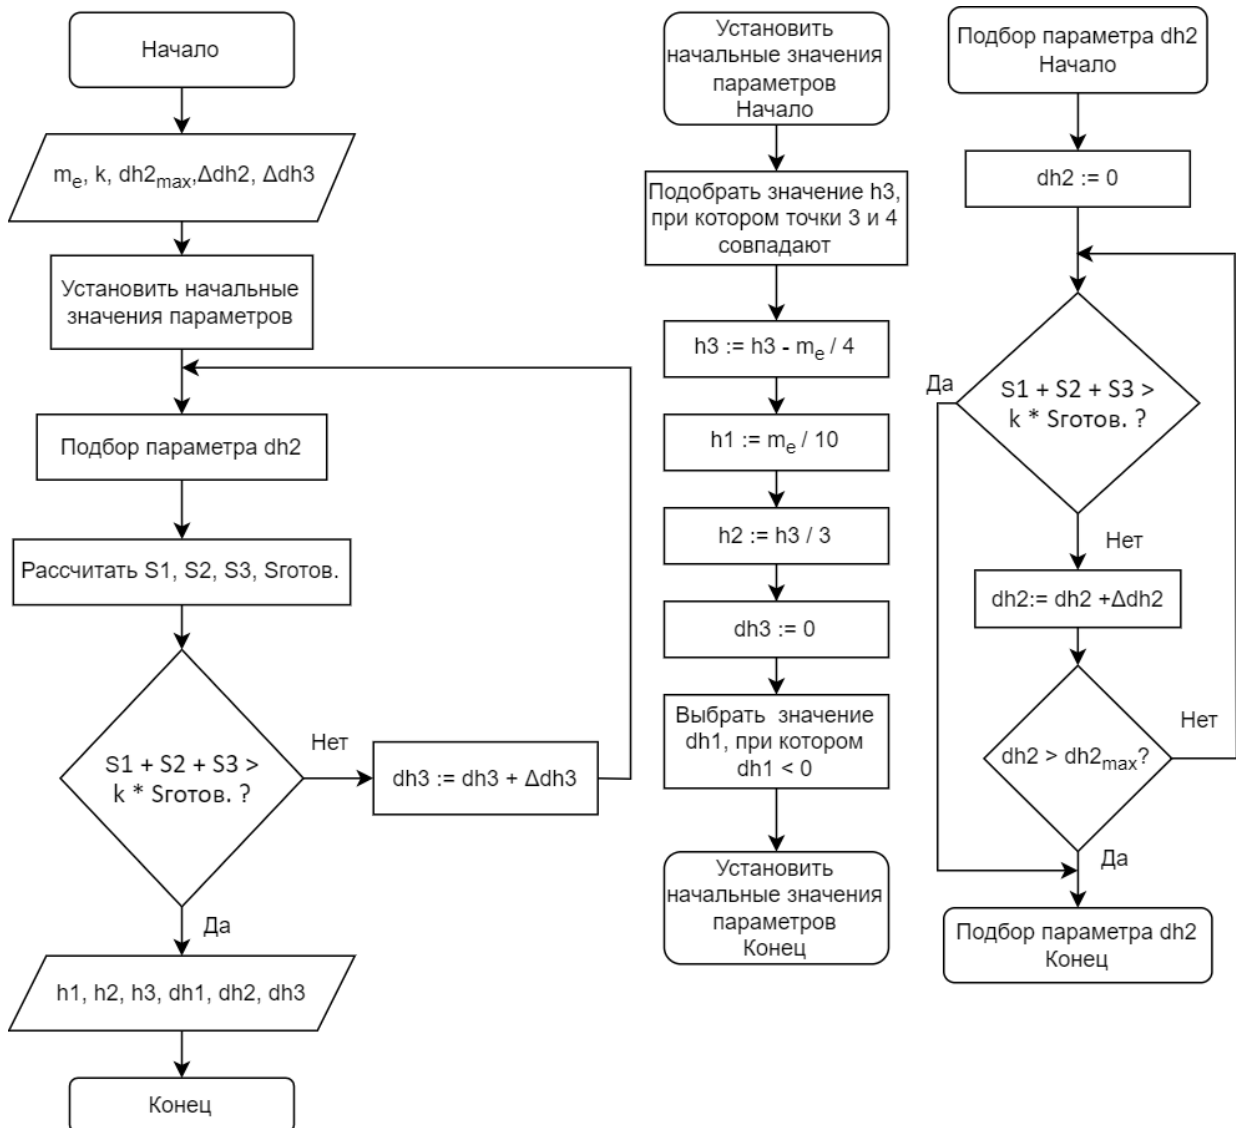 Начало
mₑ, k, dh2max,Δdh2, Δdh3
Установить начальные
значения параметров
Подбор параметра dh2
Рассчитать S1, S2, S3, Sготов.
S1 + S2 + S3 >
k * Sготов. ?
Нет
dh3 := dh3 + Δdh3
Да
h1, h2, h3, dh1, dh2, dh3
Конец
Установить
начальные значения
параметров
Начало
Подобрать значение h3,
при котором точки 3 и 4
совпадают
h3 := h3 - mₑ / 4
h1 := mₑ / 10
h2 := h3 / 3
dh3 := 0
Выбрать значение
dh1, при котором
dh1 < 0
Установить
начальные значения
параметров
Конец
Подбор параметра dh2
Начало
dh2 := 0
Да
S1 + S2 + S3 >
k * Sготов. ?
Нет
dh2:= dh2 +Δdh2
Нет
dh2 > dh2max?
Да
Подбор параметра dh2
Конец